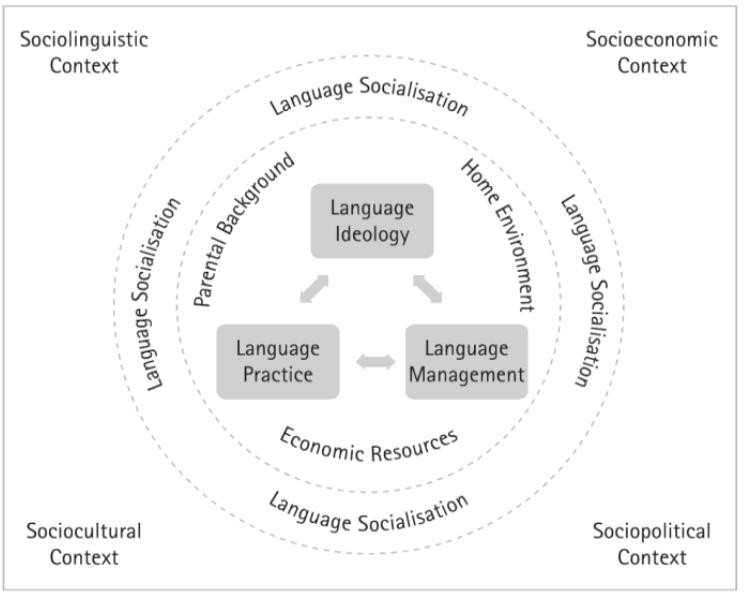 Sociolinguistic
Context
Socioeconomic
Context
Language Socialisation
Parental Background
Home Environment
Language Socialisation
Language Socialisation
Language
Ideology
Language
Practice
Language
Management
Economic Resources
Language Socialisation
Sociocultural
Context
Sociopolitical
Context